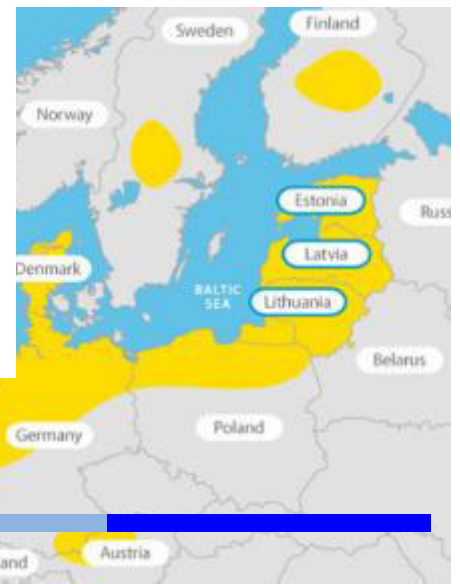 Sweden
Finland
Norway
Estonia
Russ
Latvia
Denmark
BALTIC
SEA
Lithuania
Belarus
Poland
Germany
Austria
and